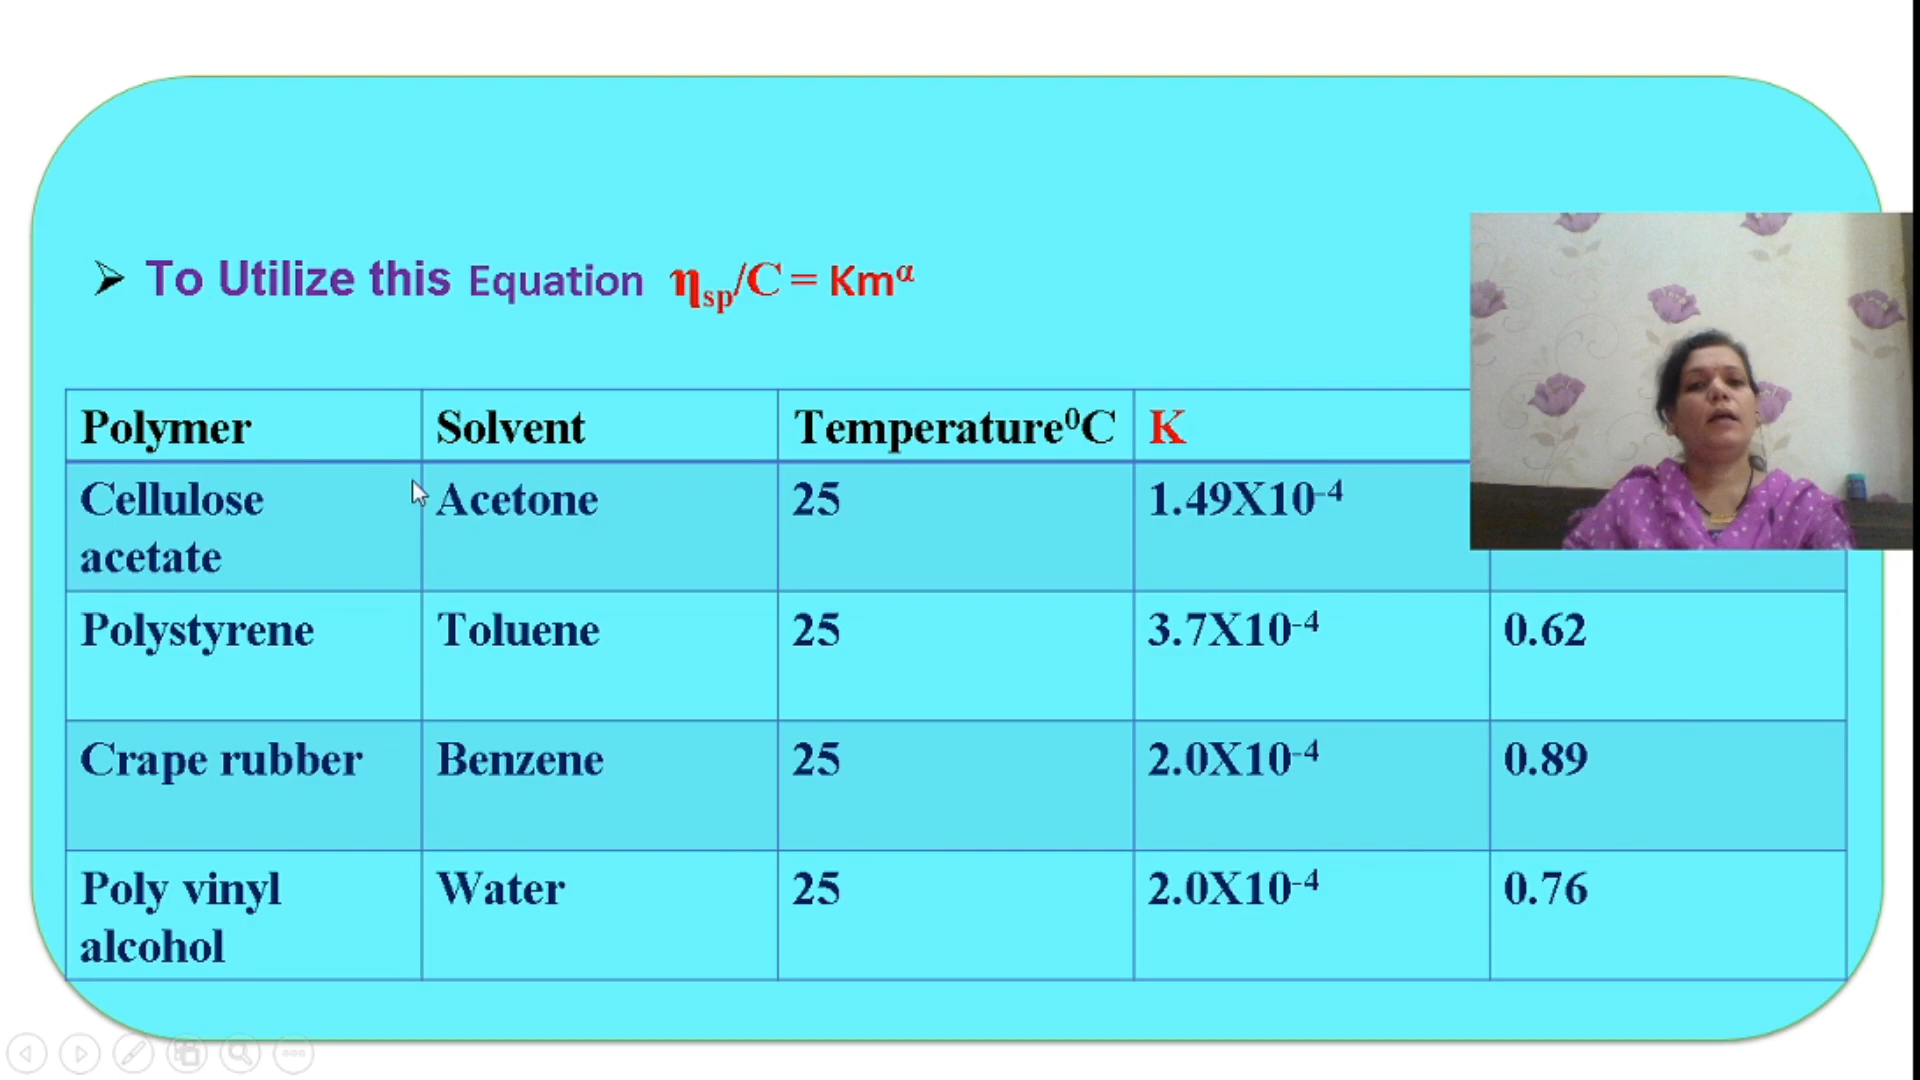 ➢ To Utilize this Equation ηsp/C = Kmᵅ
Polymer Solvent Temperature⁰C K
Cellulose acetate Acetone 25 1.49X10⁻⁴
Polystyrene Toluene 25 3.7X10⁻⁴ 0.62
Crape rubber Benzene 25 2.0X10⁻⁴ 0.89
Poly vinyl alcohol Water 25 2.0X10⁻⁴ 0.76